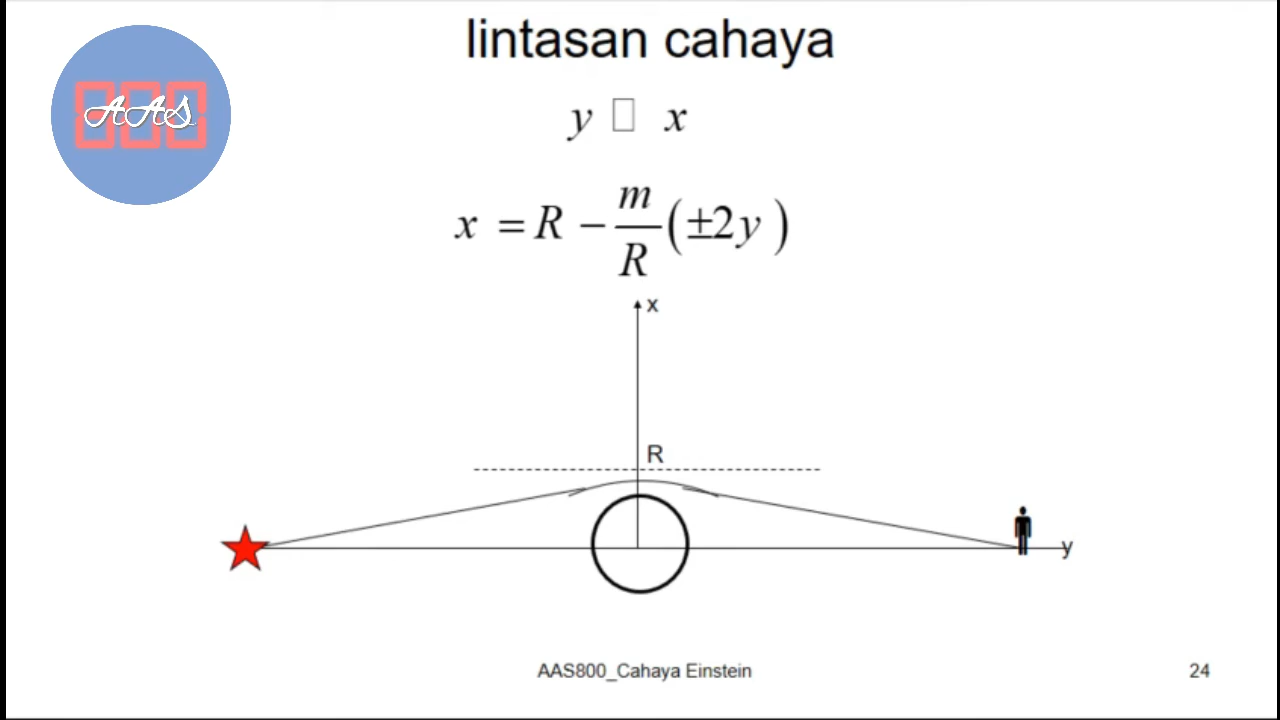 lintasan cahaya
AAS
y □ x
x = R − m/R (±2y)
x
R
y
AAS800_Cahaya Einstein
24